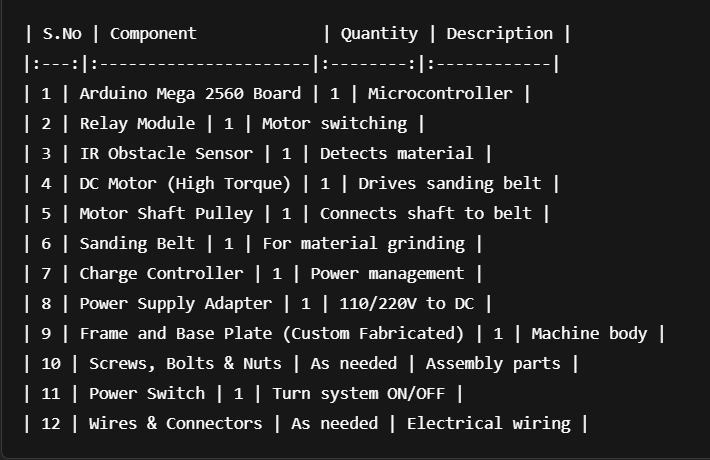 | S.No | Component             | Quantity | Description |
|:---:|:----------------------|:--------:|:------------|
| 1 | Arduino Mega 2560 Board | 1 | Microcontroller |
| 2 | Relay Module | 1 | Motor switching |
| 3 | IR Obstacle Sensor | 1 | Detects material |
| 4 | DC Motor (High Torque) | 1 | Drives sanding belt |
| 5 | Motor Shaft Pulley | 1 | Connects shaft to belt |
| 6 | Sanding Belt | 1 | For material grinding |
| 7 | Charge Controller | 1 | Power management |
| 8 | Power Supply Adapter | 1 | 110/220V to DC |
| 9 | Frame and Base Plate (Custom Fabricated) | 1 | Machine body |
| 10 | Screws, Bolts & Nuts | As needed | Assembly parts |
| 11 | Power Switch | 1 | Turn system ON/OFF |
| 12 | Wires & Connectors | As needed | Electrical wiring |